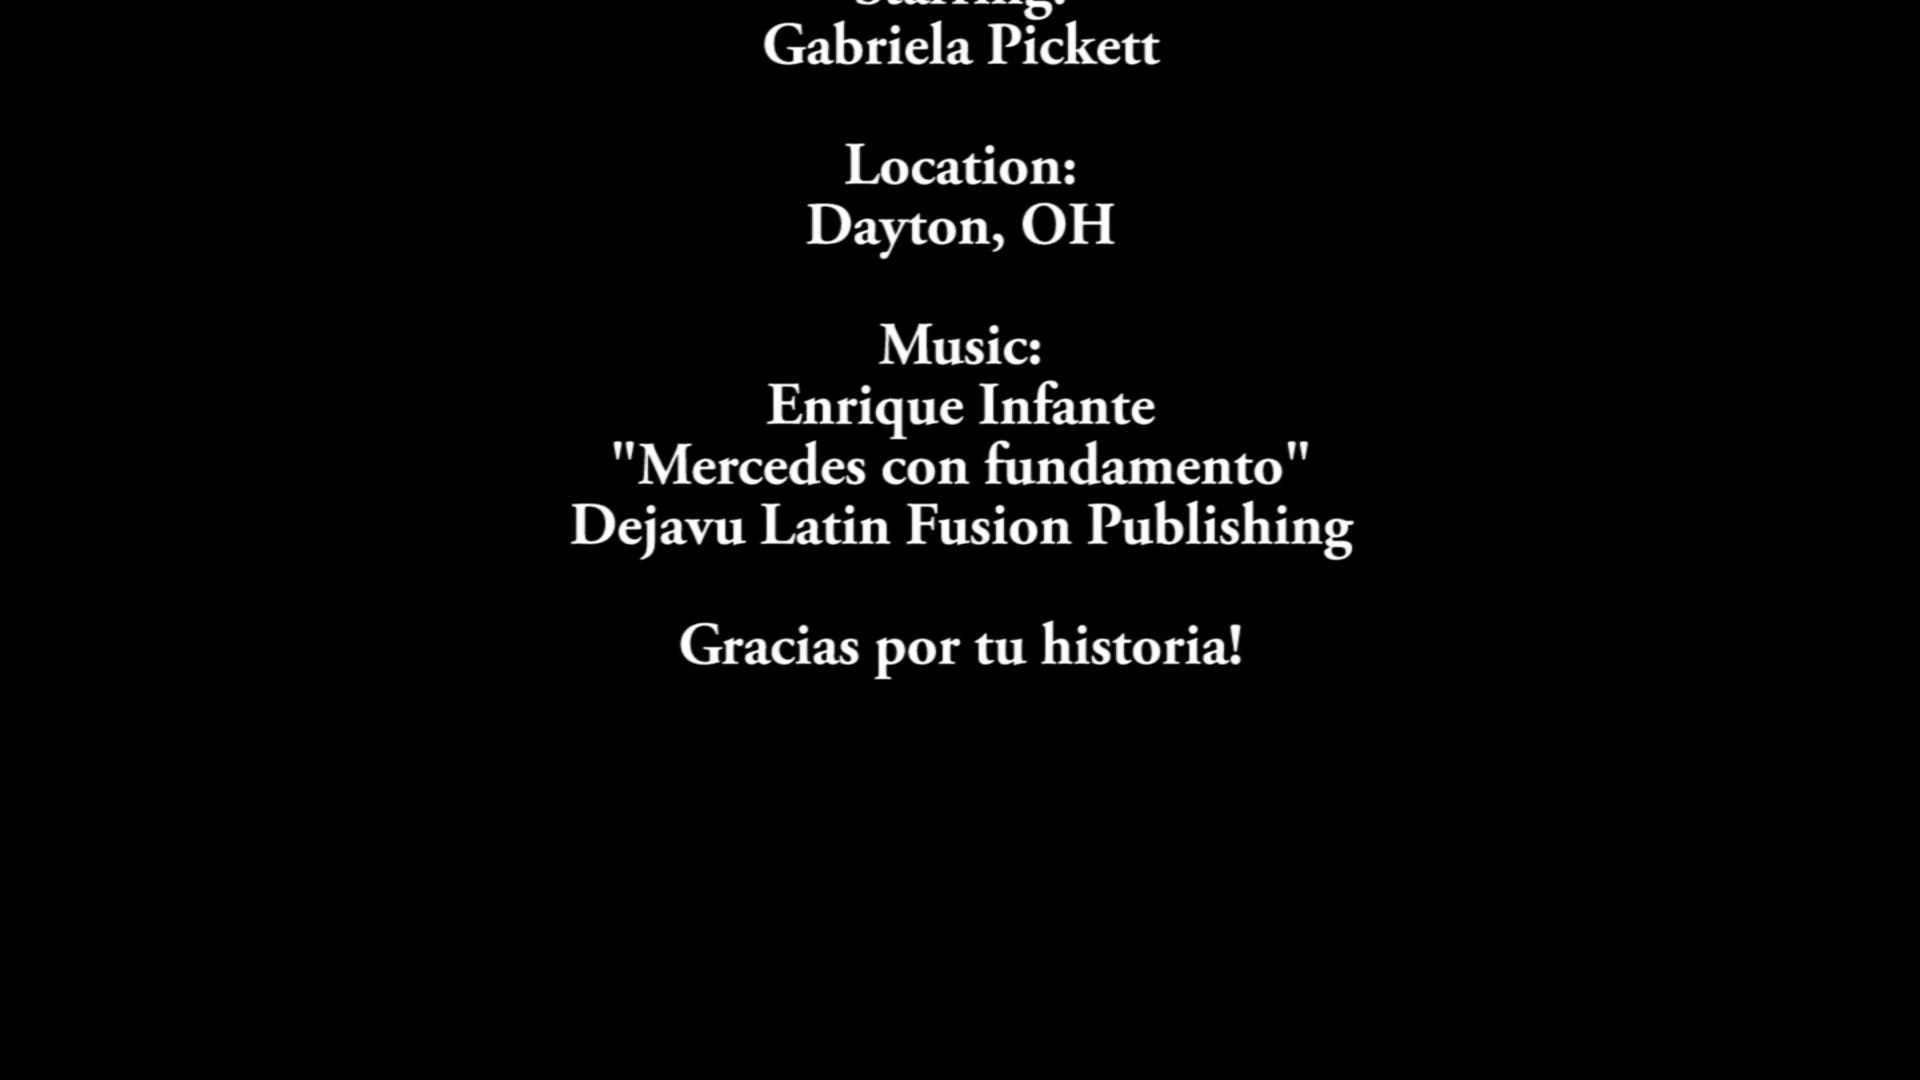 Starring:
Gabriela Pickett
Location:
Dayton, OH
Music:
Enrique Infante
"Mercedes con fundamento"
Dejavu Latin Fusion Publishing
Gracias por tu historia!